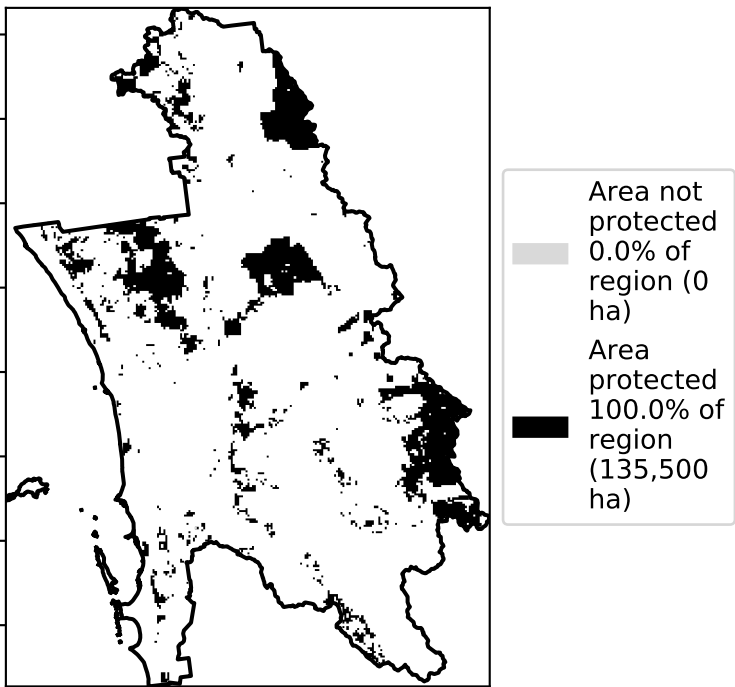 Area not
protected
0.0% of
region (0
ha)
Area
protected
100.0% of
region
(135,500
ha)